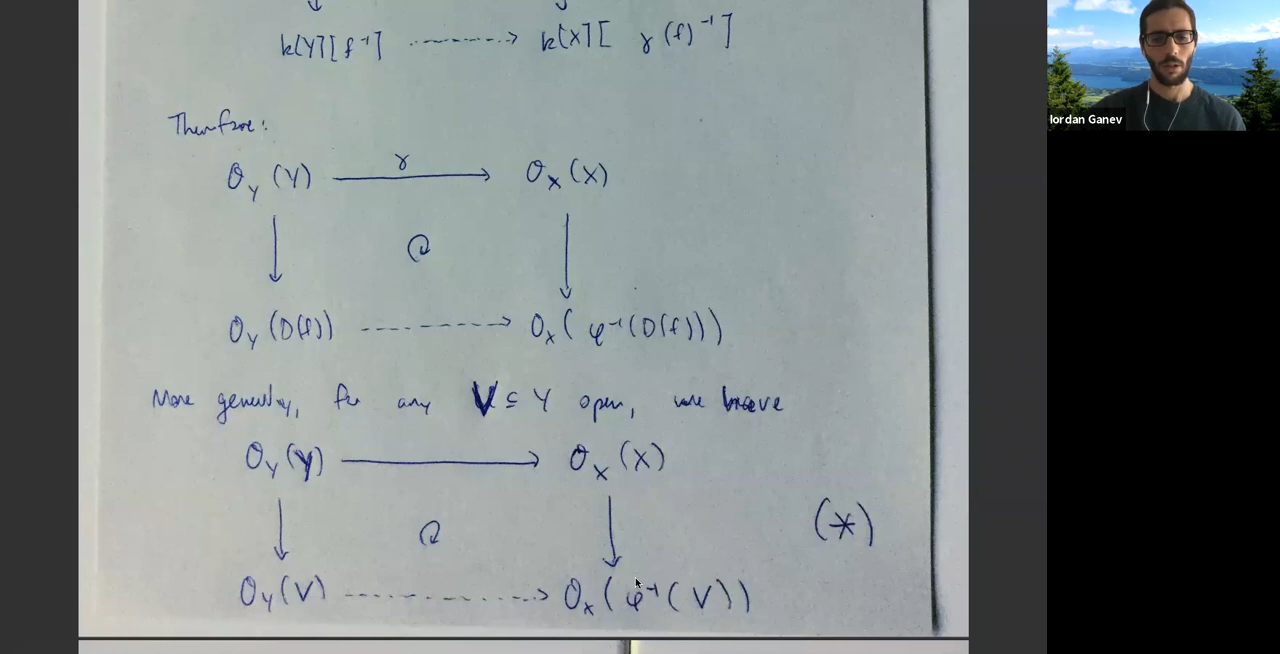 k[Y][f⁻¹] ⇢ k[X][ γ(f)⁻¹]
Iordan Ganev
Therefore:
O_Y (Y) —γ→ O_X (X)
↓ ↻ ↓
O_Y (D(f)) ⇢ O_X ( φ⁻¹(D(f)))
More generally, for any V ⊆ Y open, we have
O_Y (Y) → O_X (X)
↓ ↻ ↓ (*)
O_Y (V) ⇢ O_X ( φ⁻¹(V))